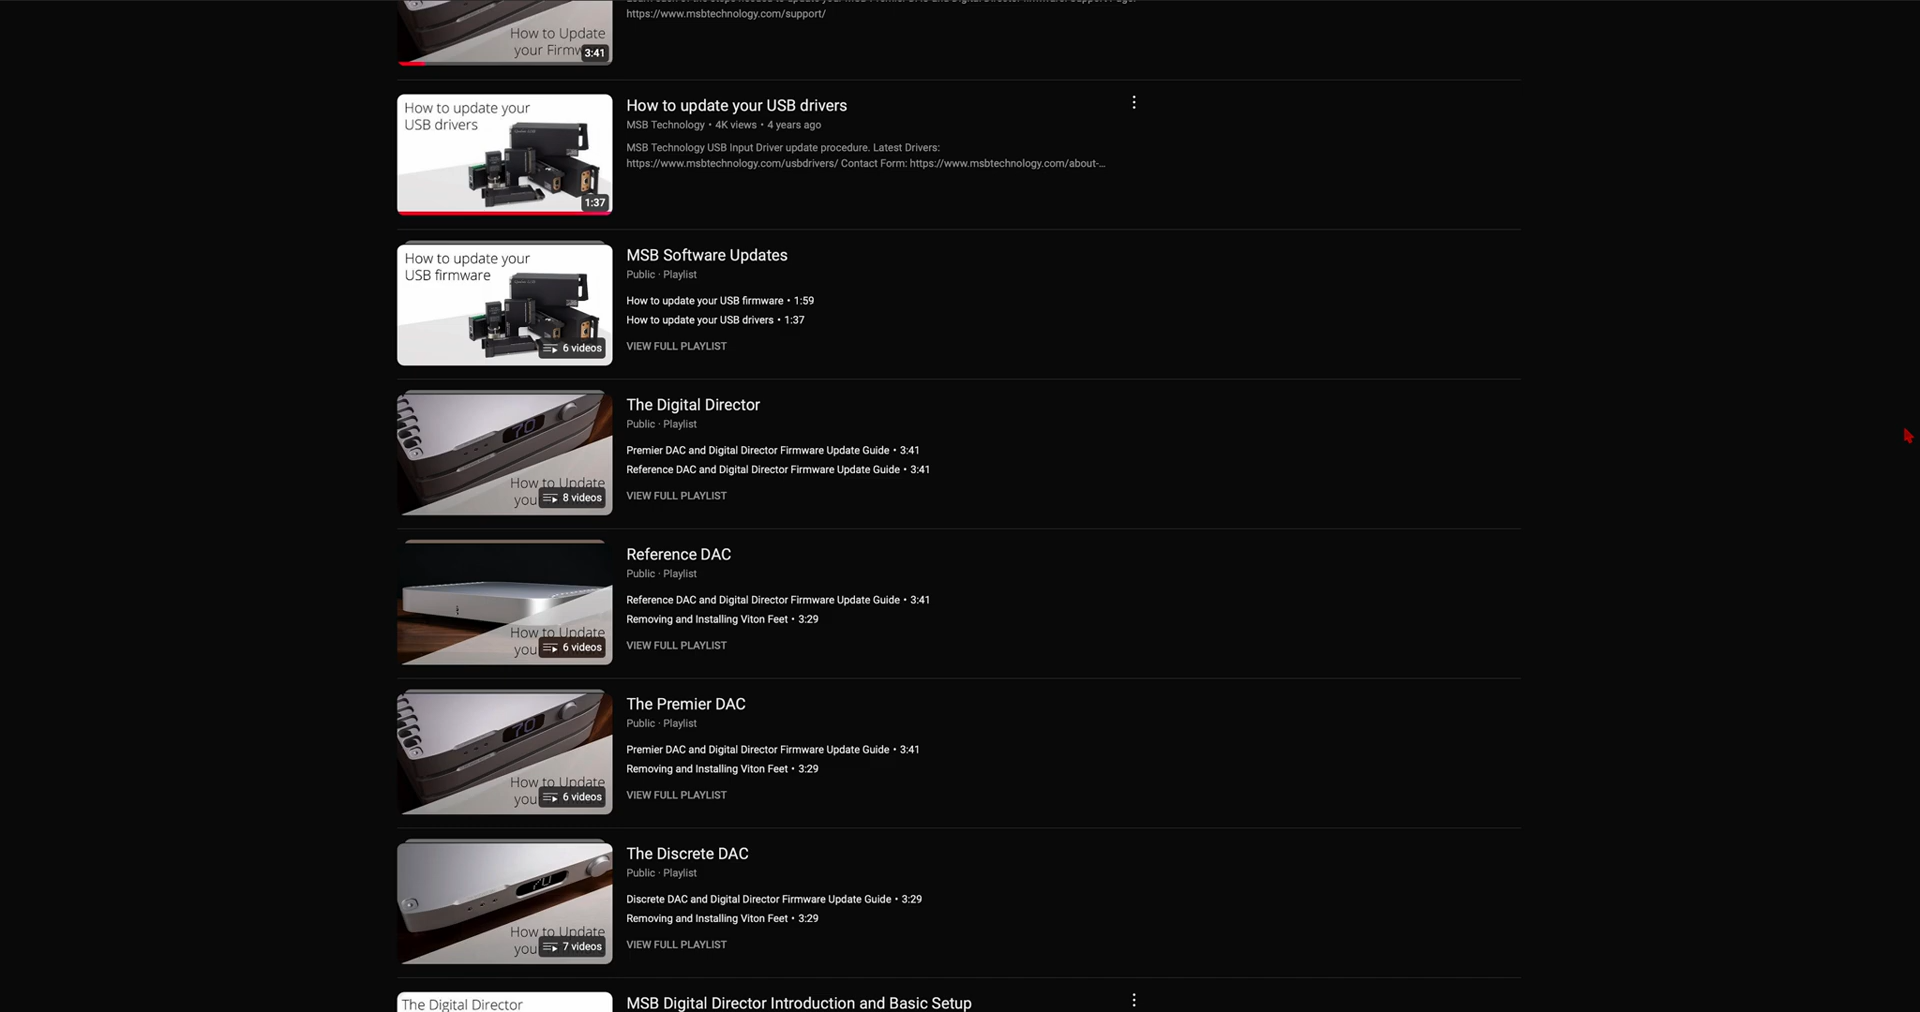 https://www.msbtechnology.com/support/
How to Update
your Firmw
3:41
How to update your
USB drivers
1:37
How to update your USB drivers
MSB Technology • 4K views • 4 years ago
MSB Technology USB Input Driver update procedure. Latest Drivers:
https://www.msbtechnology.com/usbdrivers/ Contact Form: https://www.msbtechnology.com/about-...
How to update your
USB firmware
6 videos
MSB Software Updates
Public · Playlist
How to update your USB firmware • 1:59
How to update your USB drivers • 1:37
VIEW FULL PLAYLIST
70
How to Update
you
8 videos
The Digital Director
Public · Playlist
Premier DAC and Digital Director Firmware Update Guide • 3:41
Reference DAC and Digital Director Firmware Update Guide • 3:41
VIEW FULL PLAYLIST
How to Update
you
6 videos
Reference DAC
Public · Playlist
Reference DAC and Digital Director Firmware Update Guide • 3:41
Removing and Installing Viton Feet • 3:29
VIEW FULL PLAYLIST
70
How to Update
you
6 videos
The Premier DAC
Public · Playlist
Premier DAC and Digital Director Firmware Update Guide • 3:41
Removing and Installing Viton Feet • 3:29
VIEW FULL PLAYLIST
70
How to Update
you
7 videos
The Discrete DAC
Public · Playlist
Discrete DAC and Digital Director Firmware Update Guide • 3:29
Removing and Installing Viton Feet • 3:29
VIEW FULL PLAYLIST
The Digital Director
MSB Digital Director Introduction and Basic Setup